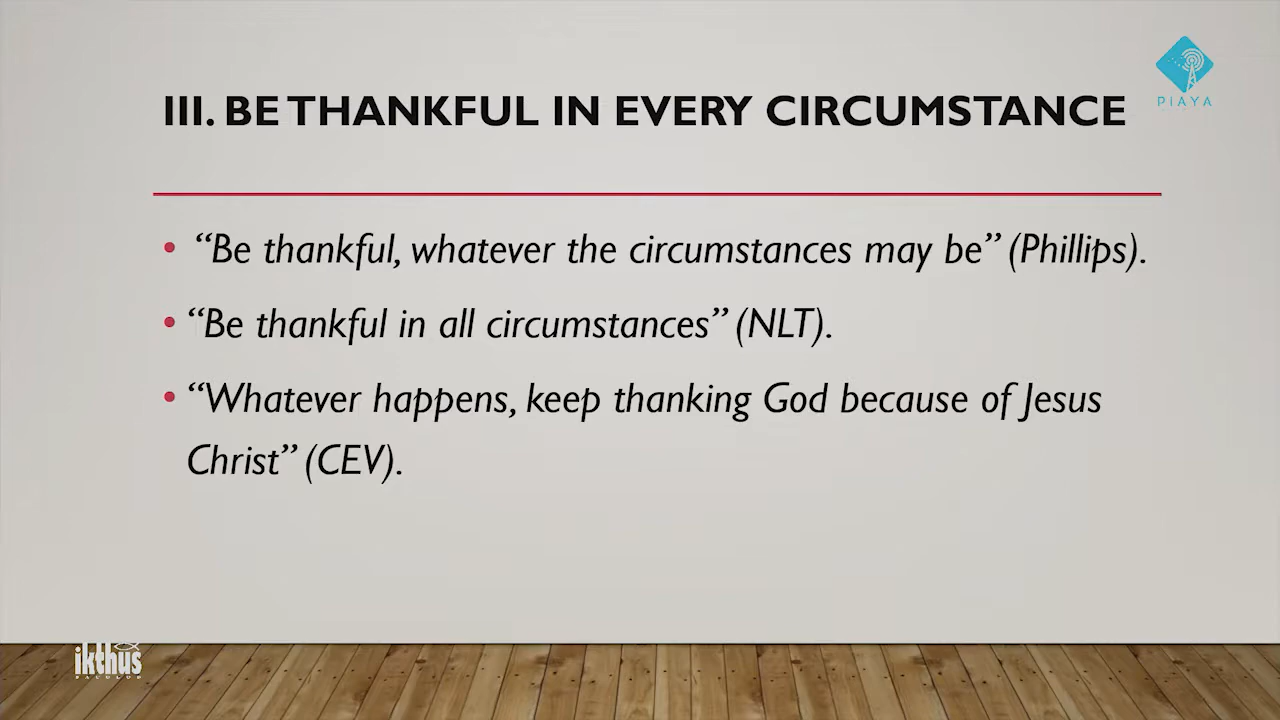 PIAYA
III. BE THANKFUL IN EVERY CIRCUMSTANCE
• “Be thankful, whatever the circumstances may be” (Phillips).
• “Be thankful in all circumstances” (NLT).
• “Whatever happens, keep thanking God because of Jesus
Christ” (CEV).
ikthus
BACOLOD